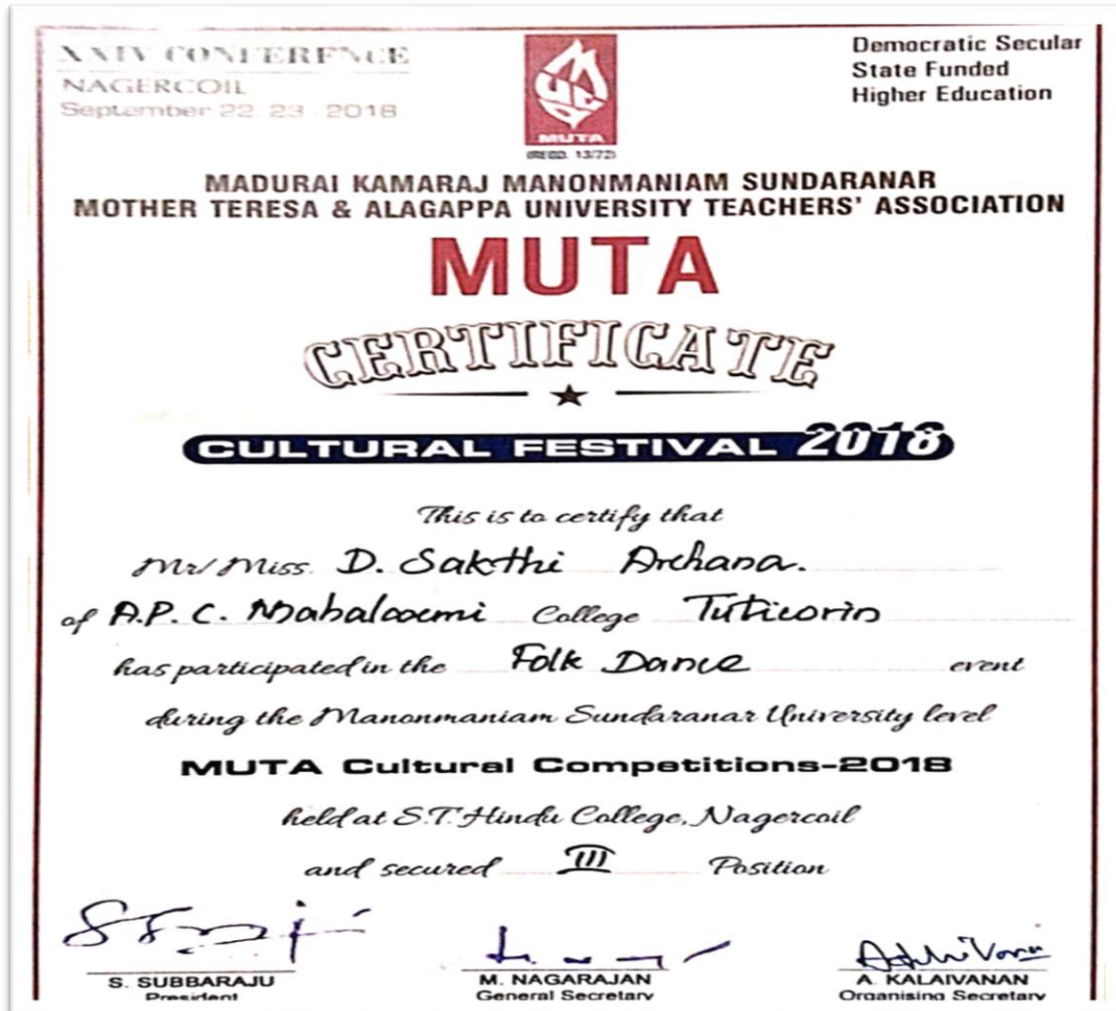 XXIV CONFERENCE
NAGERCOIL
September 22, 23 - 2018
Democratic Secular
State Funded
Higher Education
MUTA
(REGD. 13/72)
MADURAI KAMARAJ MANONMANIAM SUNDARANAR
MOTHER TERESA & ALAGAPPA UNIVERSITY TEACHERS' ASSOCIATION
MUTA
CERTIFICATE
CULTURAL FESTIVAL 2018
This is to certify that
Mr/Miss. D. Sakthi Archana.
of A.P.C. Mahalaxmi College Tuticorin
has participated in the Folk Dance event
during the Manonmaniam Sundaranar University level
MUTA Cultural Competitions-2018
held at S.T. Hindu College, Nagercoil
and secured III Position
S. SUBBARAJU
President
M. NAGARAJAN
General Secretary
A. KALAIVANAN
Organising Secretary